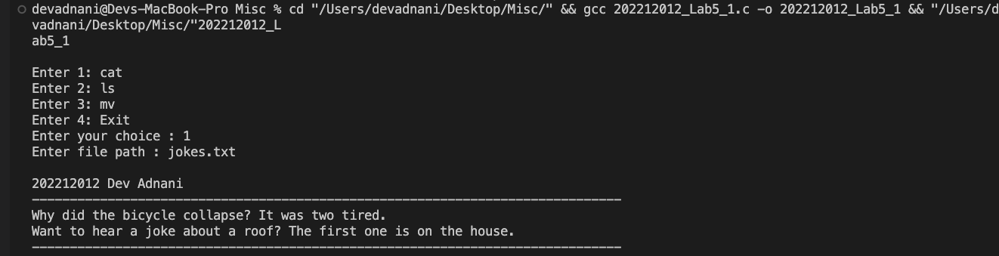 devadnani@Devs-MacBook-Pro Misc % cd "/Users/devadnani/Desktop/Misc/" && gcc 202212012_Lab5_1.c -o 202212012_Lab5_1 && "/Users/d
vadnani/Desktop/Misc/"202212012_L
ab5_1

Enter 1: cat
Enter 2: ls
Enter 3: mv
Enter 4: Exit
Enter your choice : 1
Enter file path : jokes.txt

202212012 Dev Adnani
------------------------------------------------------------------------------
Why did the bicycle collapse? It was two tired.
Want to hear a joke about a roof? The first one is on the house.
------------------------------------------------------------------------------